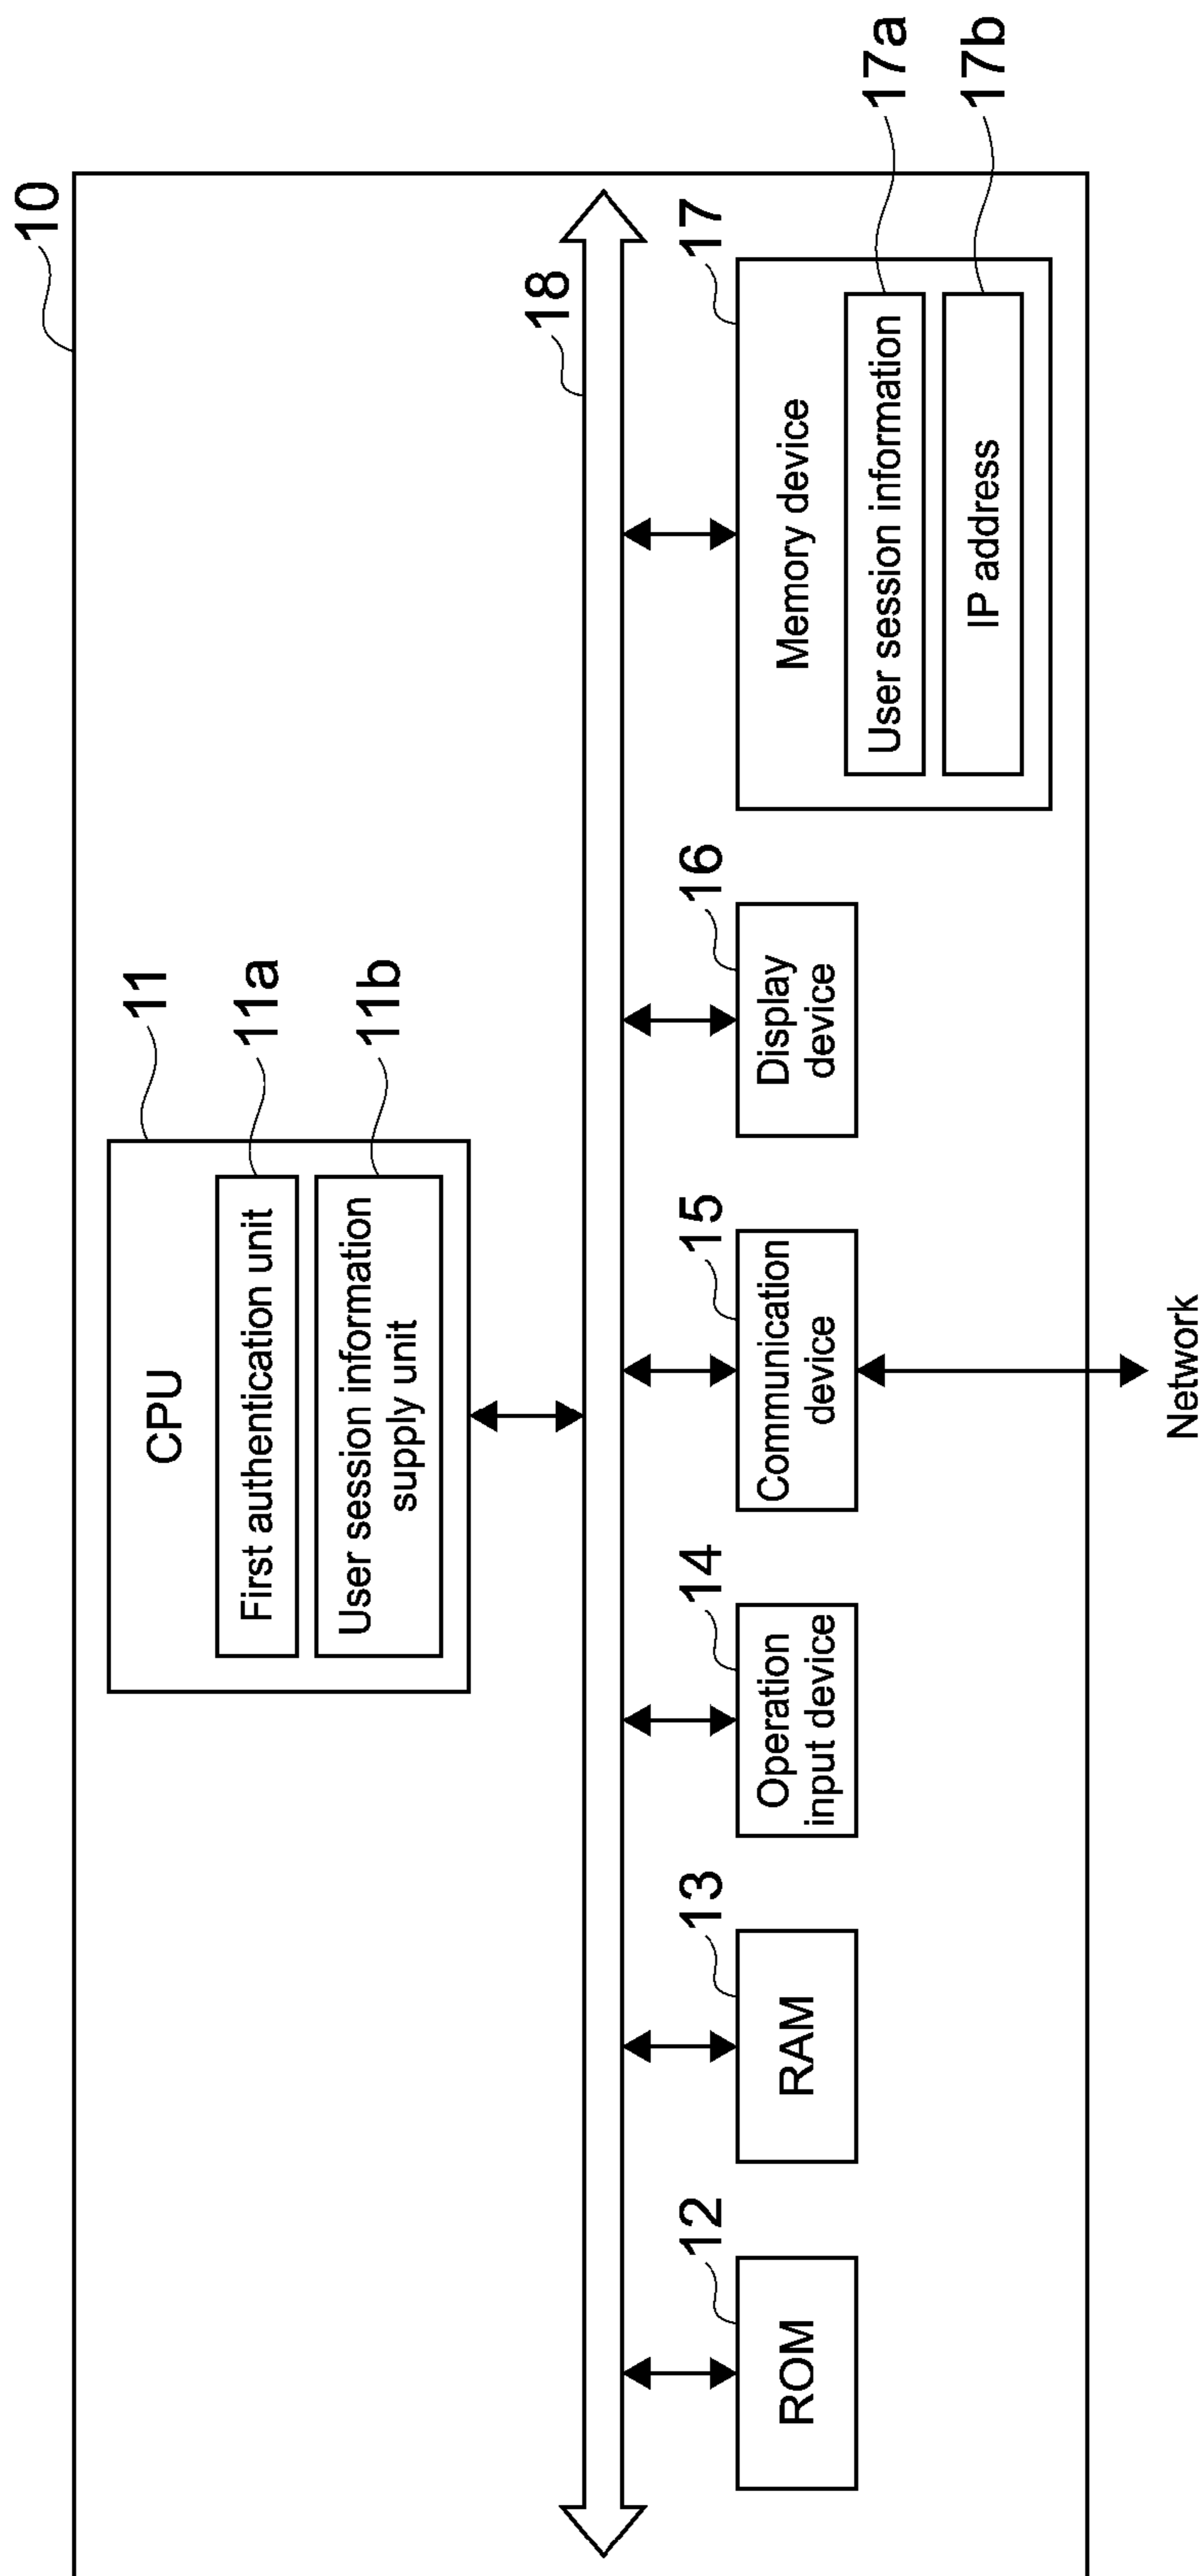 10
11
CPU
11a
First authentication unit
11b
User session information
supply unit
18
12
ROM
13
RAM
14
Operation
input device
15
Communication
device
16
Display
device
17
Memory device
17a
User session information
17b
IP address
Network